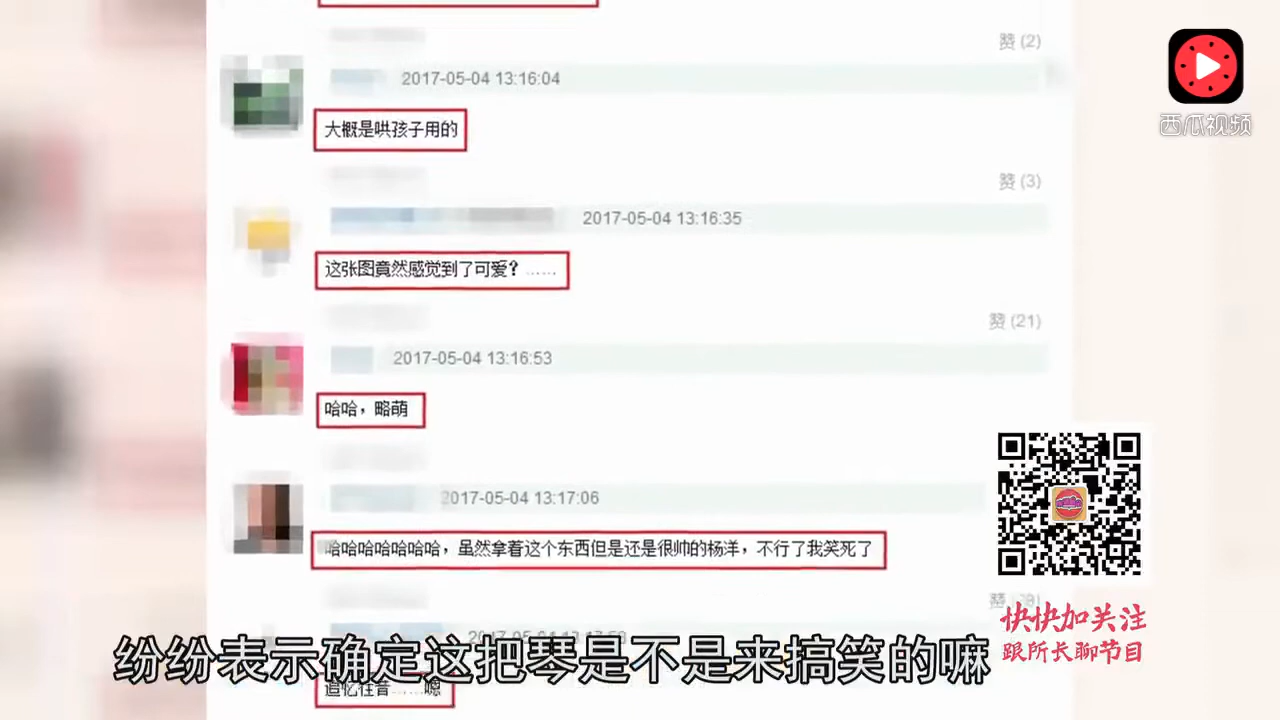 赞 (2)
2017-05-04 13:16:04
大概是哄孩子用的
赞 (3)
2017-05-04 13:16:35
这张图竟然感觉到了可爱？……
赞 (21)
2017-05-04 13:16:53
哈哈，略萌
2017-05-04 13:17:06
哈哈哈哈哈哈哈，虽然拿着这个东西但是还是很帅的杨洋，不行了我笑死了
赞
追忆往昔……嗯
纷纷表示确定这把琴是不是来搞笑的嘛
西瓜视频
快快加关注
跟所长聊节目